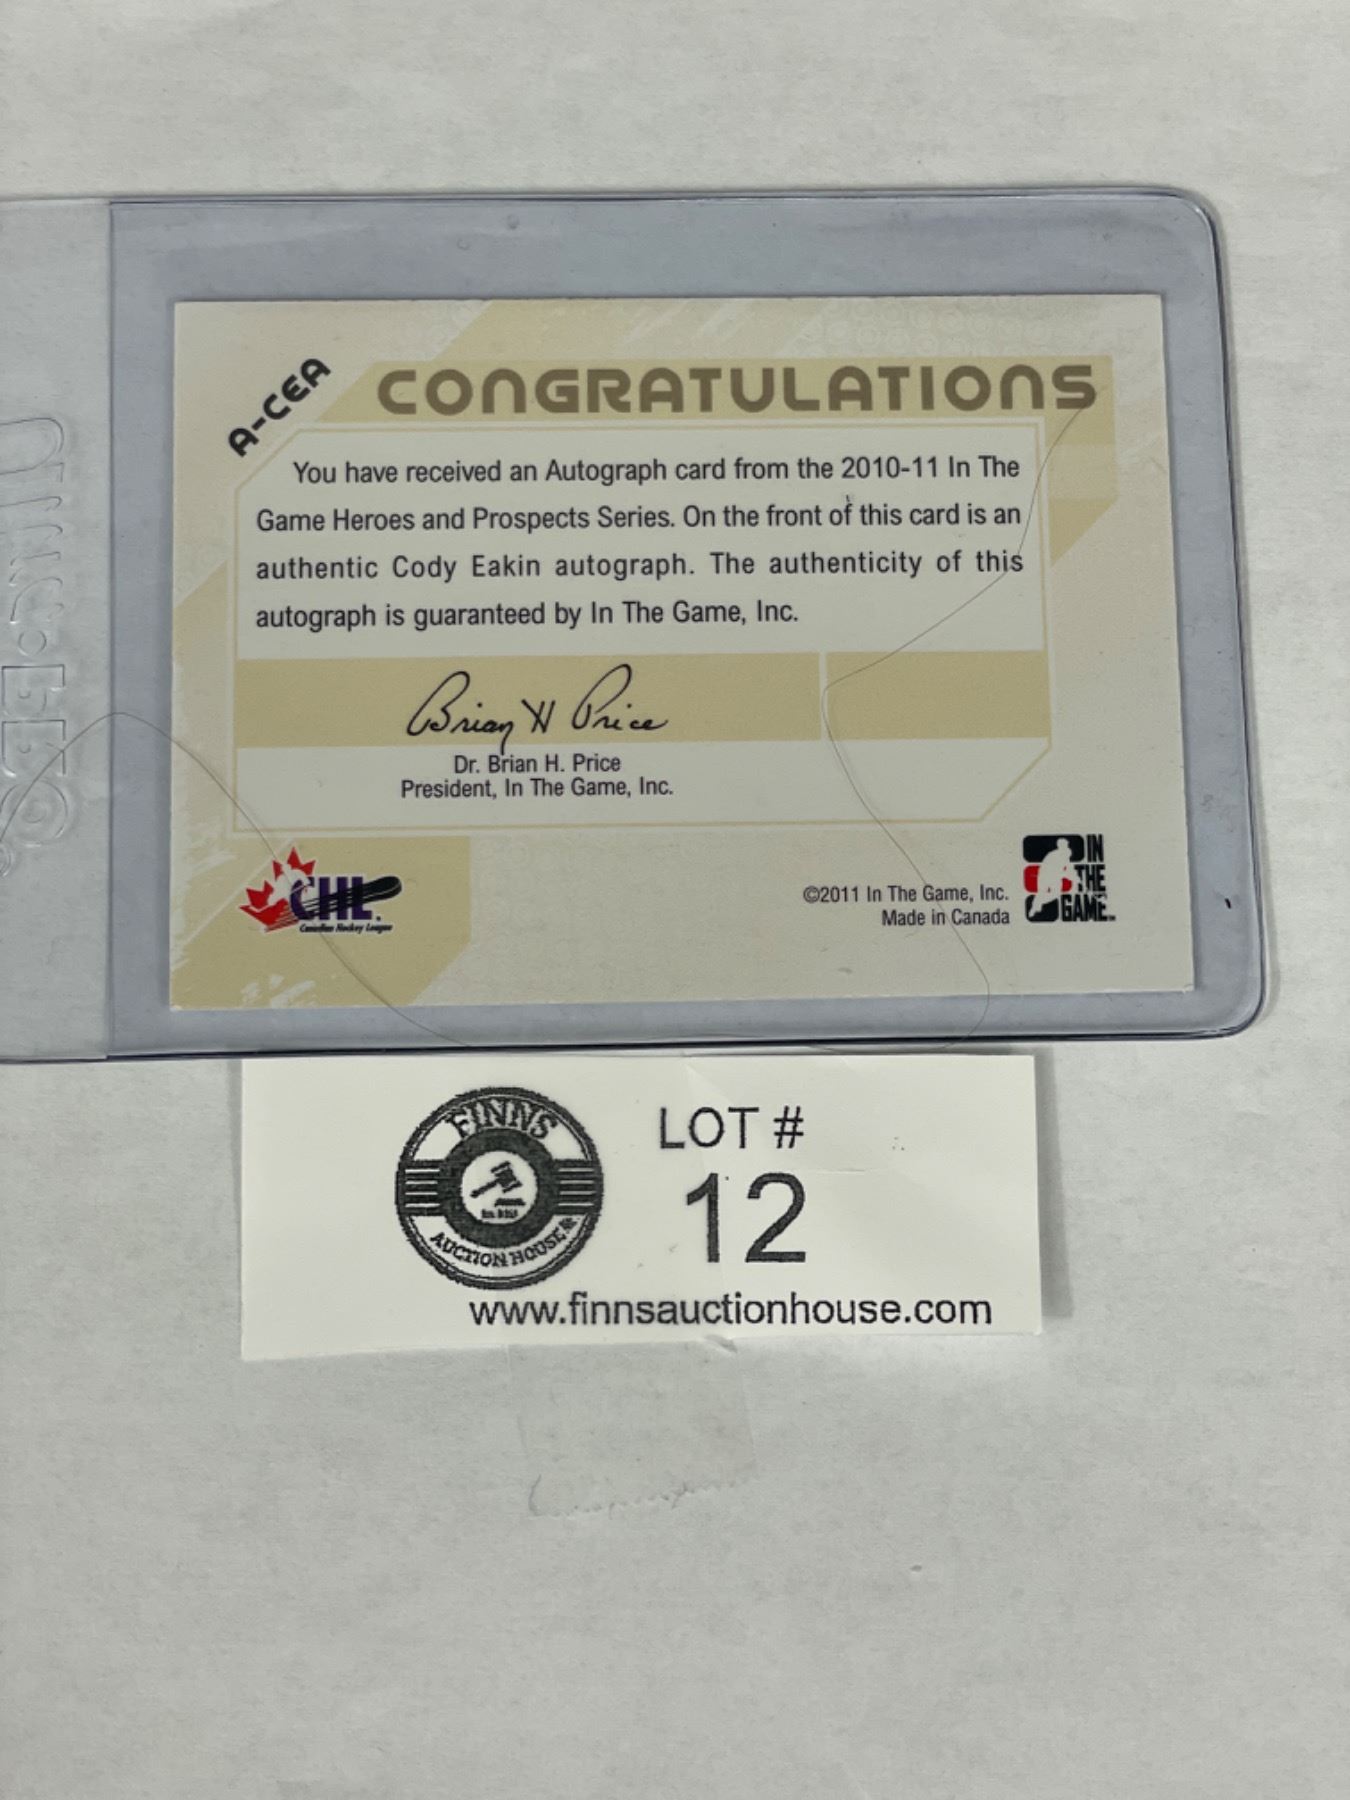 A-CEA
CONGRATULATIONS
You have received an Autograph card from the 2010-11 In The
Game Heroes and Prospects Series. On the front of this card is an
authentic Cody Eakin autograph. The authenticity of this
autograph is guaranteed by In The Game, Inc.
Brian H Price
Dr. Brian H. Price
President, In The Game, Inc.
CHL.
Canadian Hockey League
©2011 In The Game, Inc.
Made in Canada
IN
THE
GAME
FINNS
AUCTION HOUSE
LOT #
12
www.finnsauctionhouse.com